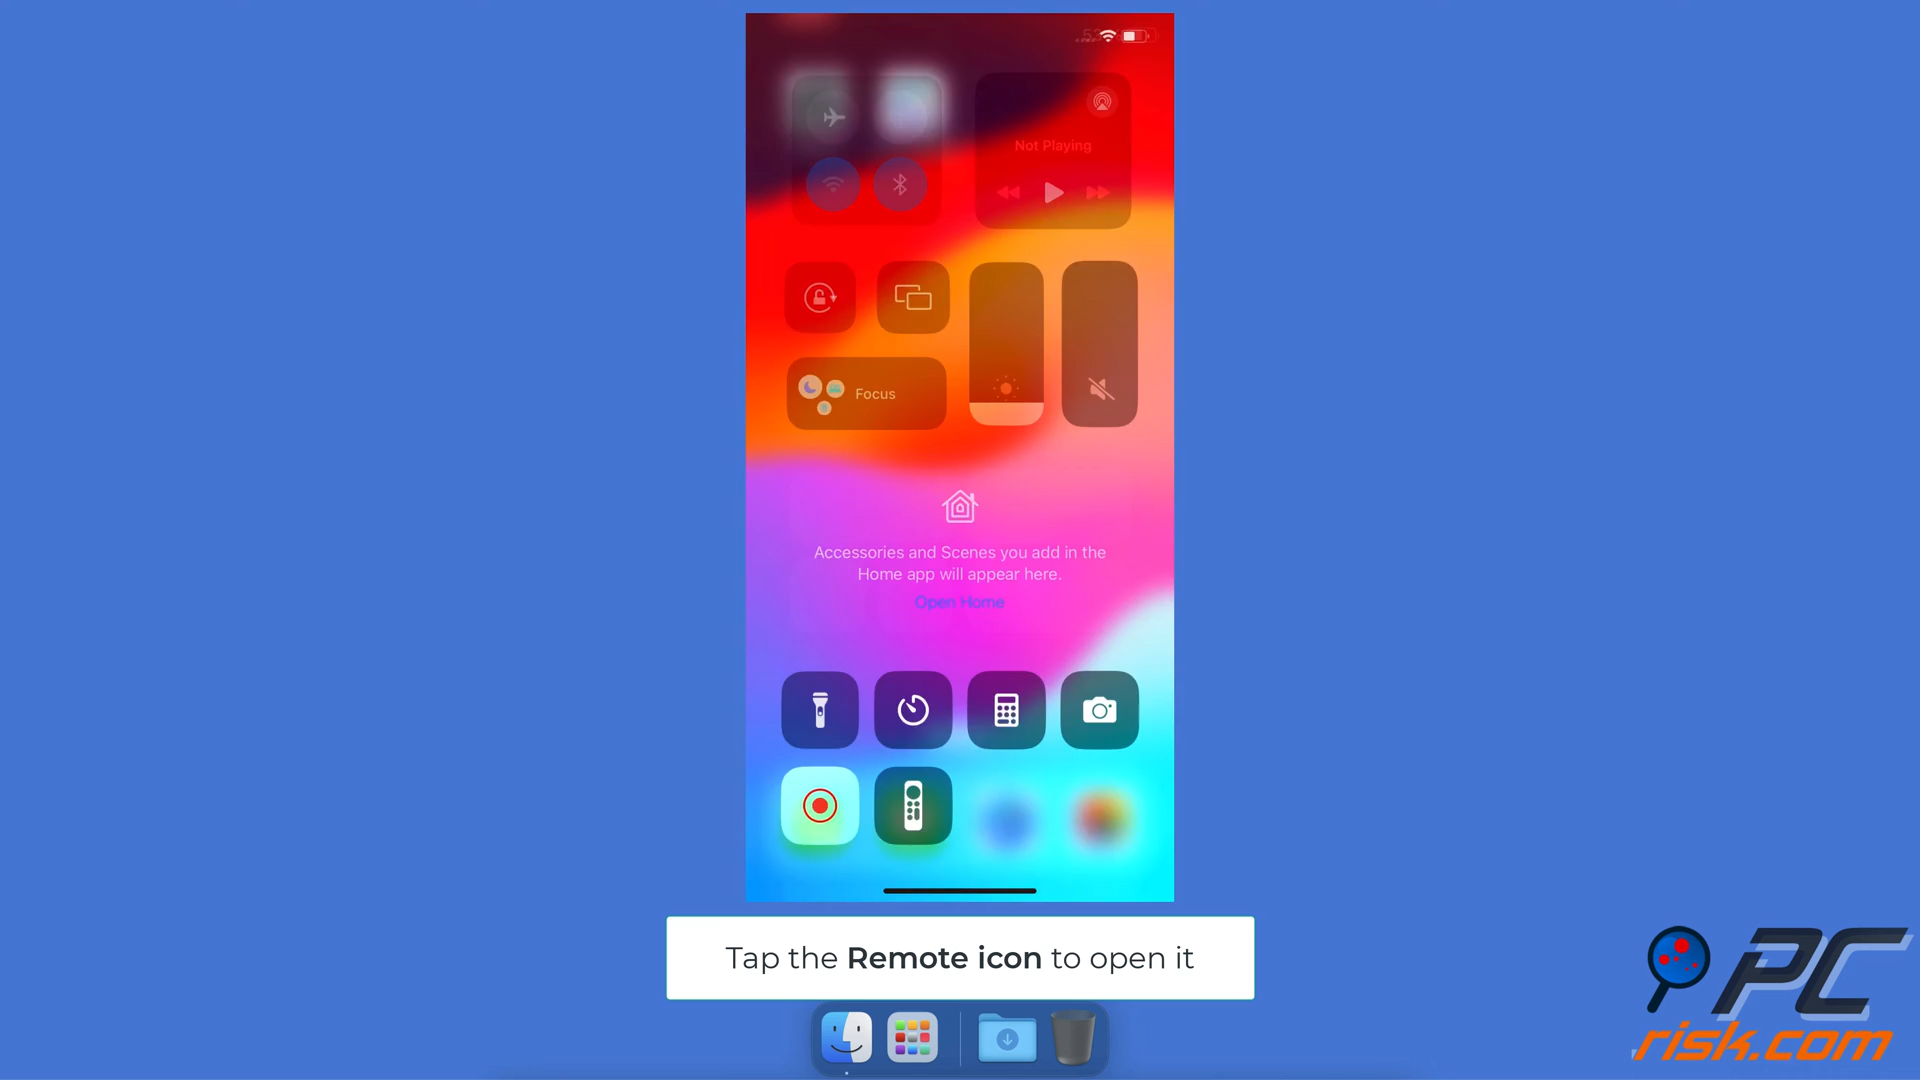 Not Playing
Focus
Accessories and Scenes you add in the
Home app will appear here.
Open Home
Tap the Remote icon to open it
PC
risk.com